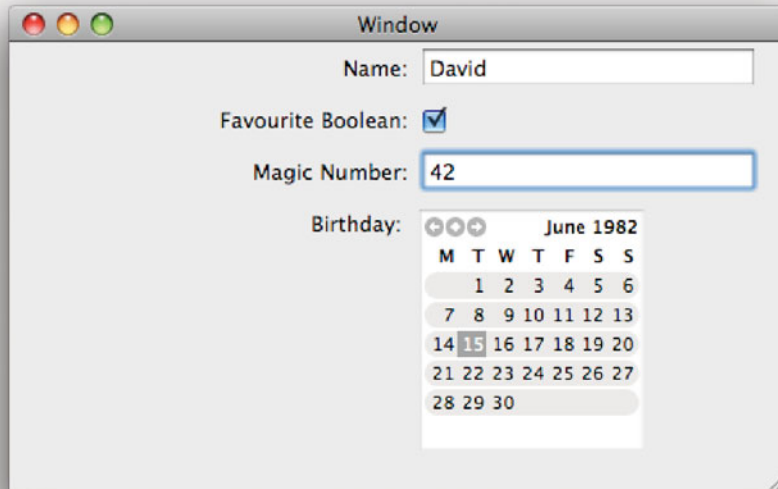 Window
Name: David
Favourite Boolean:
Magic Number: 42
Birthday: June 1982
M T W T F S S
1 2 3 4 5 6
7 8 9 10 11 12 13
14 15 16 17 18 19 20
21 22 23 24 25 26 27
28 29 30